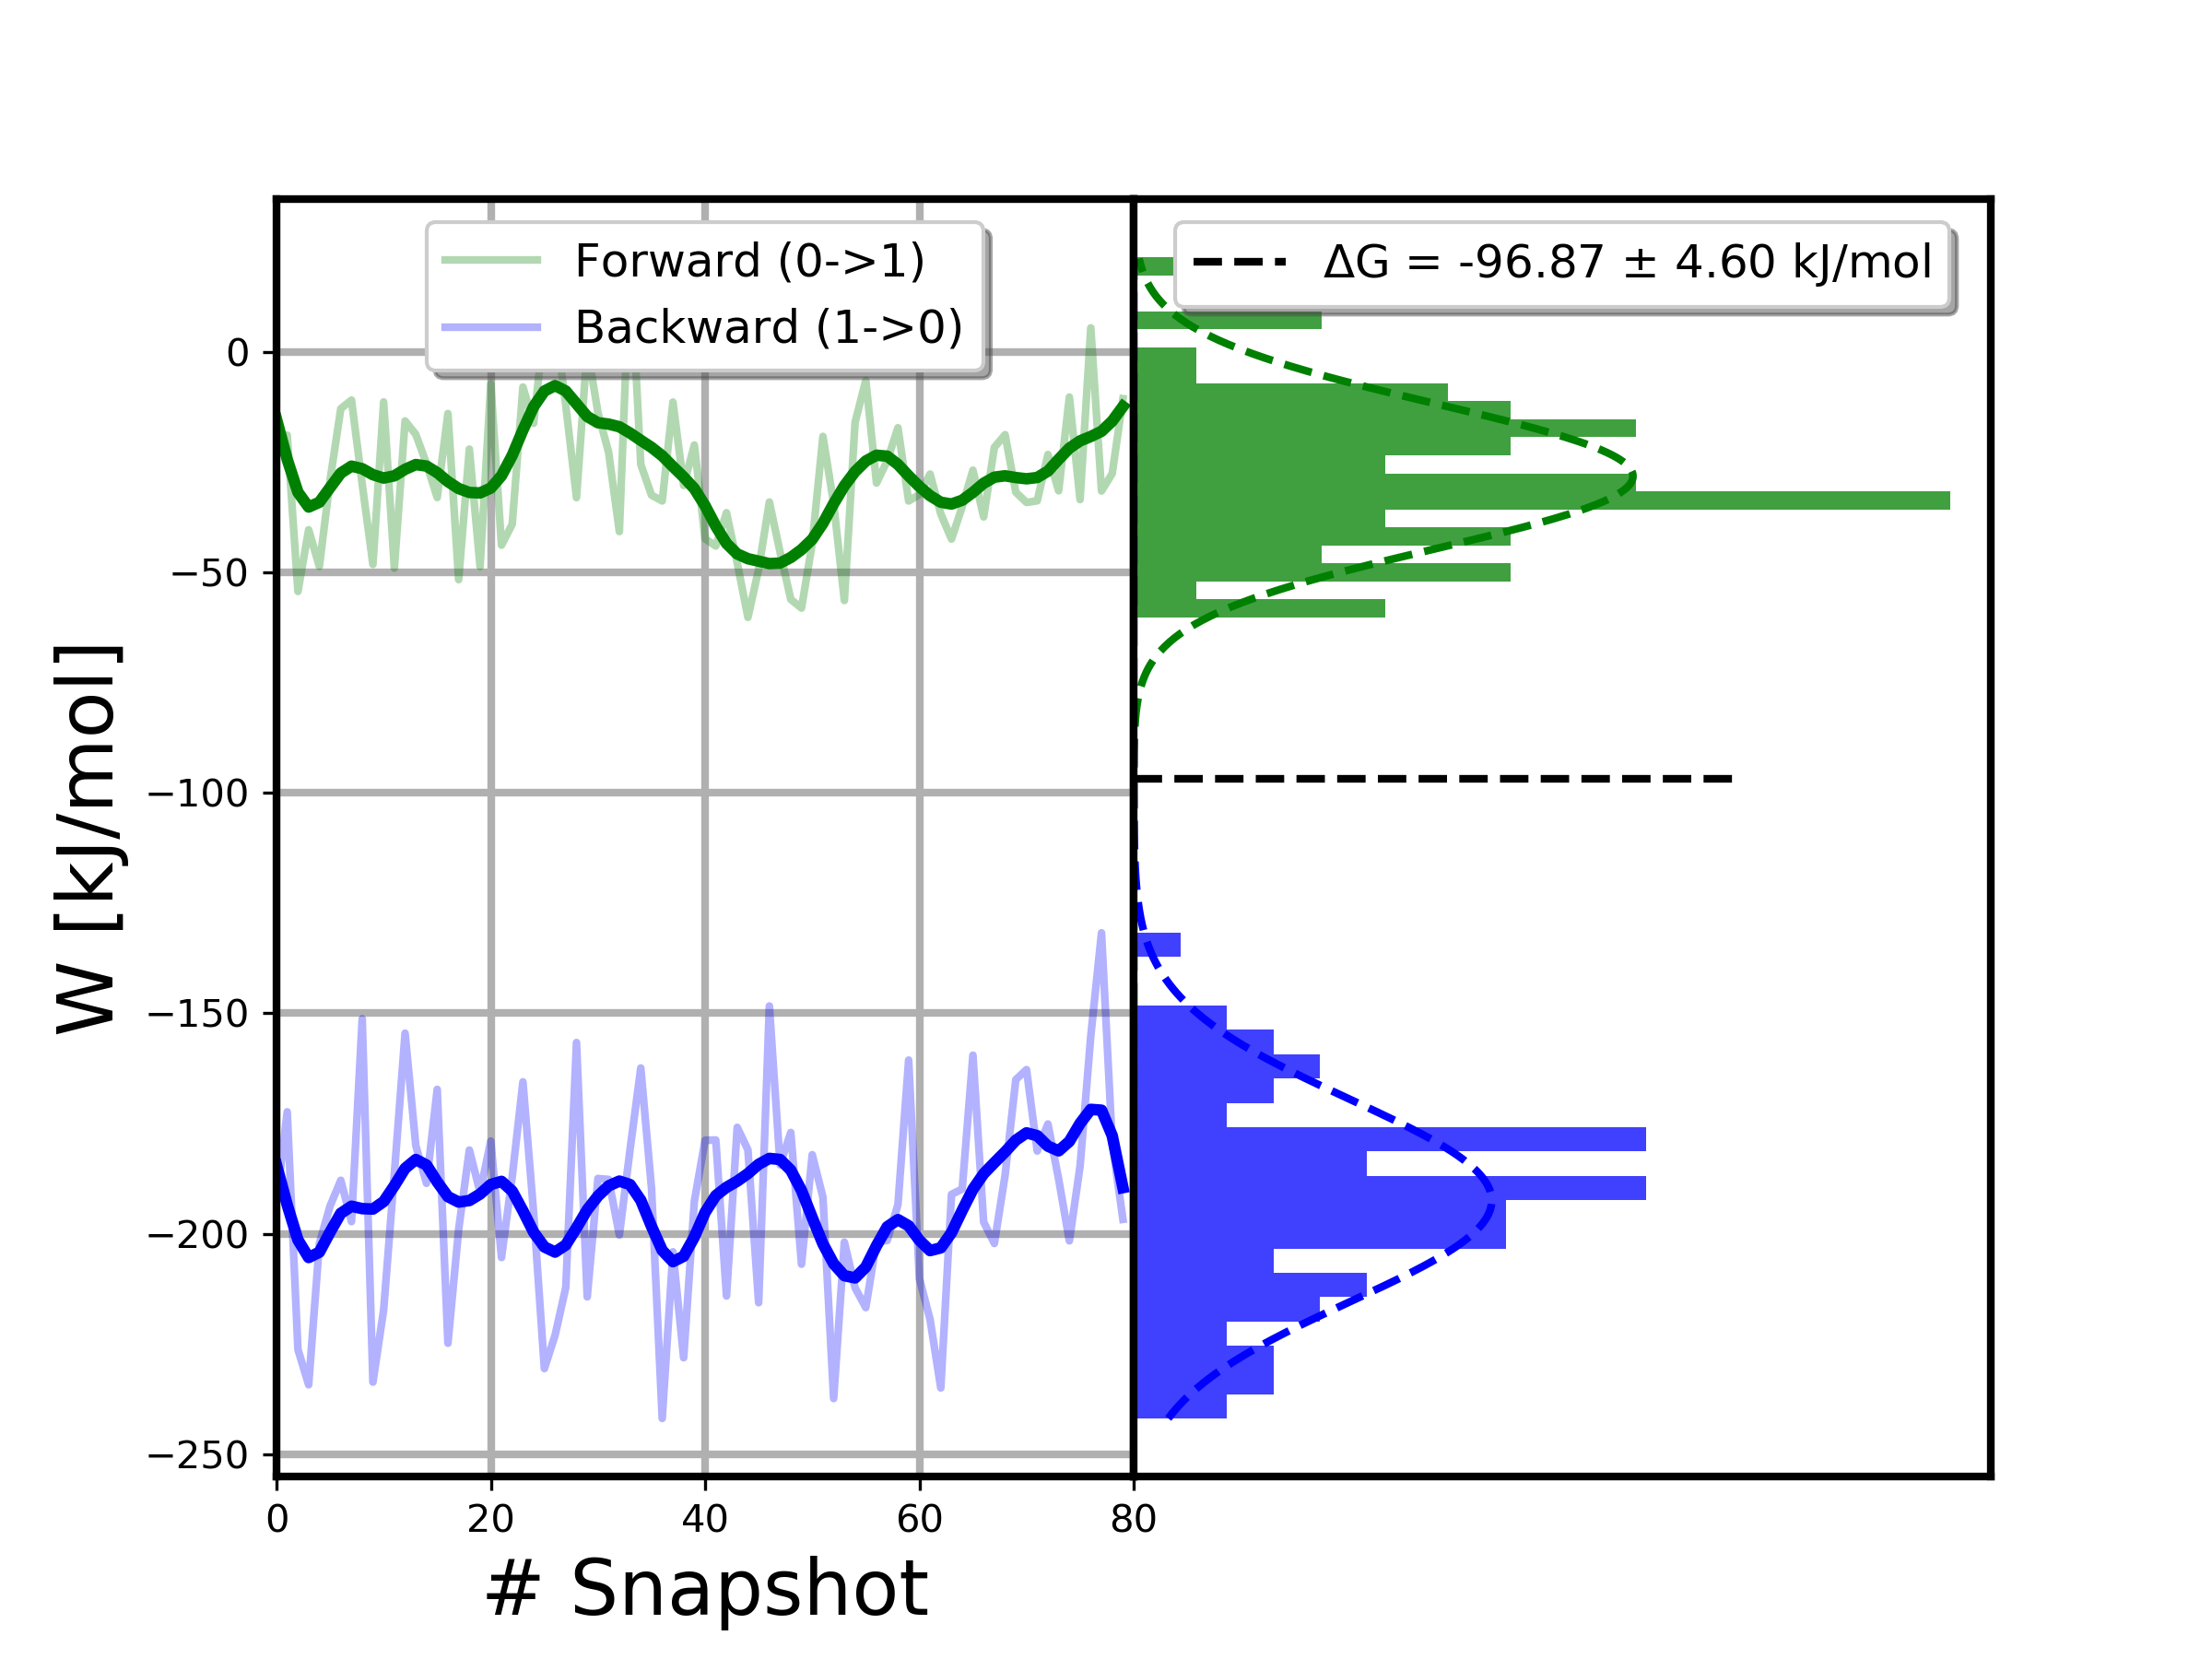 Forward (0->1)
Backward (1->0)
ΔG = -96.87 ± 4.60 kJ/mol
W [kJ/mol]
0
−50
−100
−150
−200
−250
0 20 40 60 80
# Snapshot